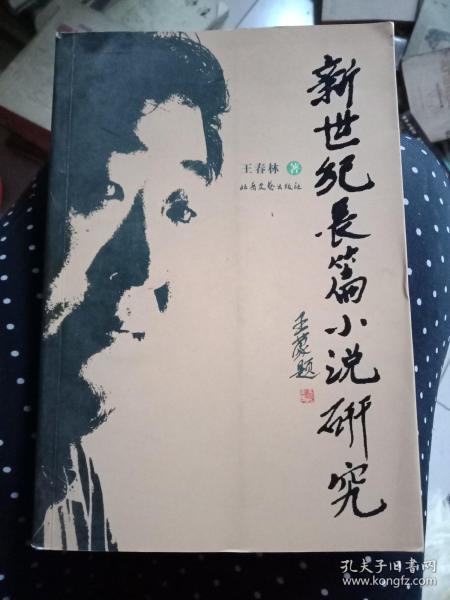 新世纪长篇小说研究
王春林 著
北岳文艺出版社
王蒙题
孔夫子旧书网
www.kongfz.com